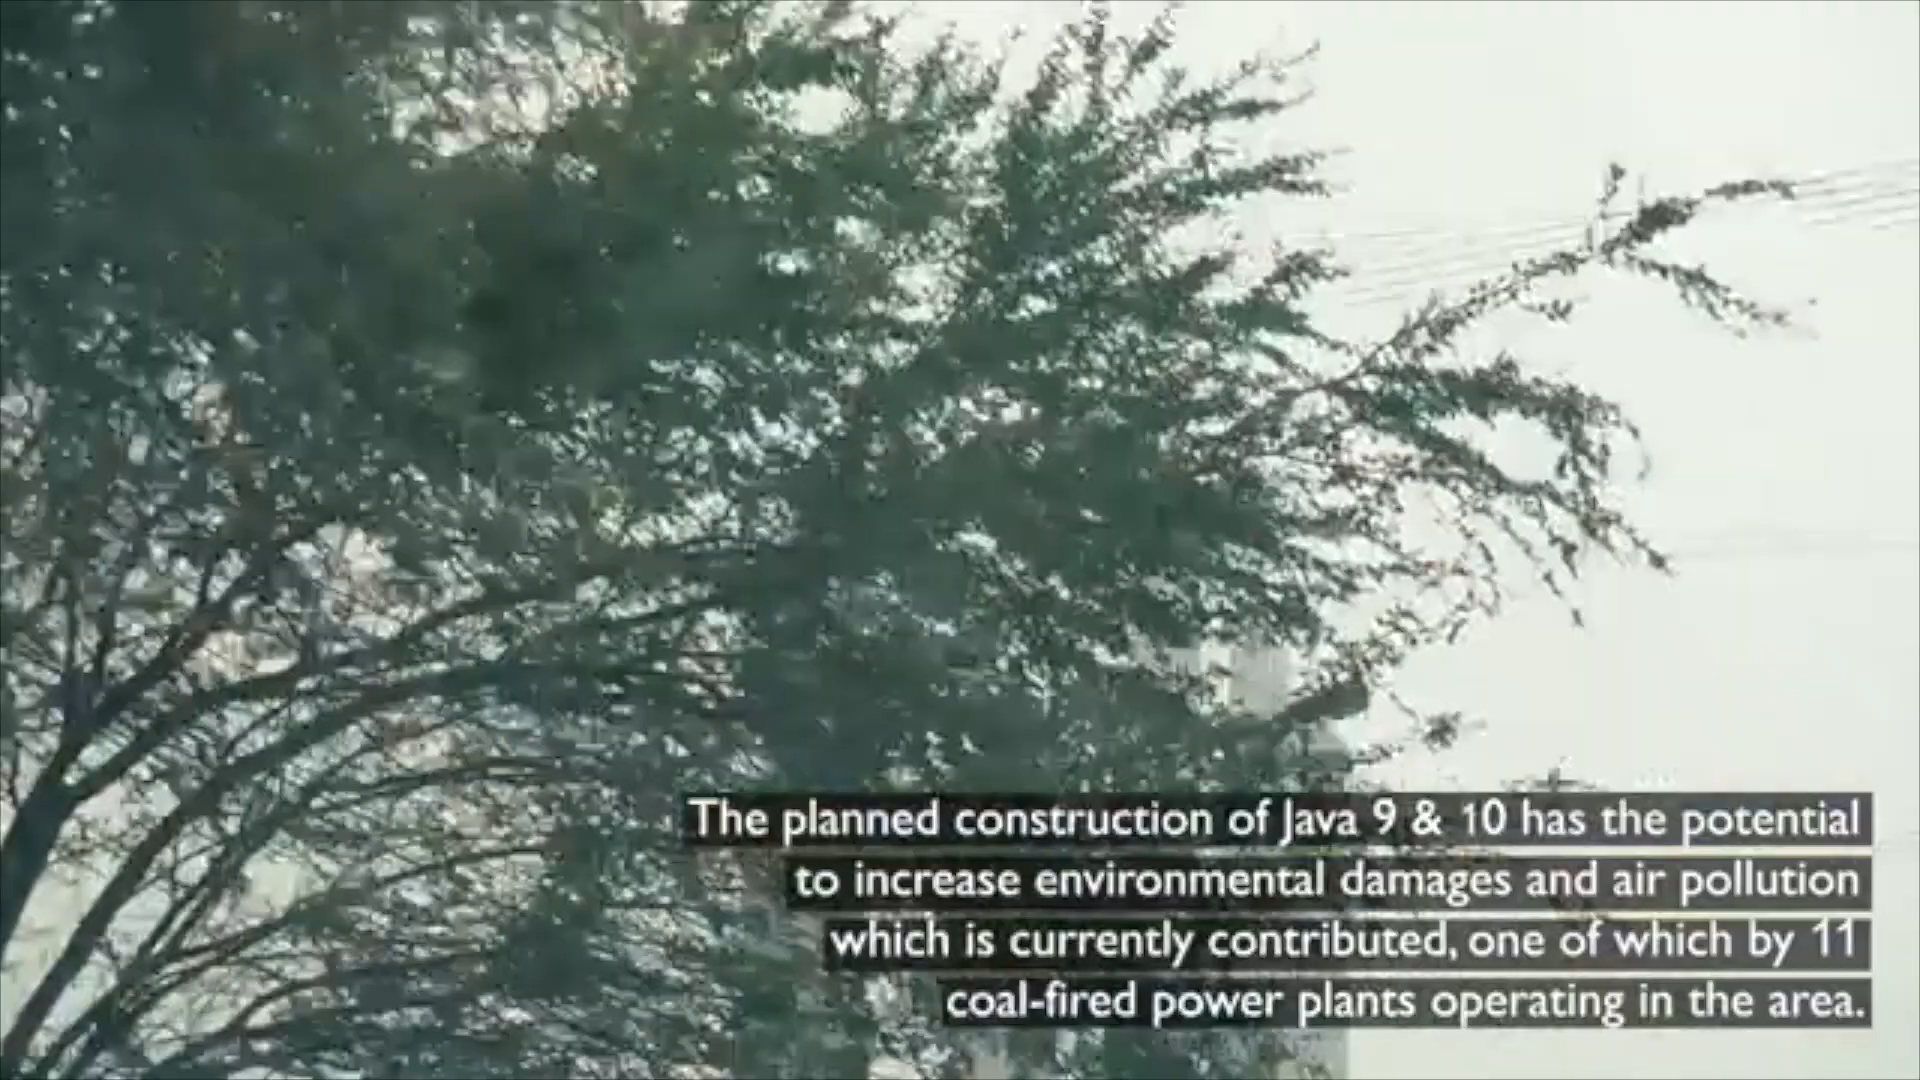 The planned construction of Java 9 & 10 has the potential
to increase environmental damages and air pollution
which is currently contributed, one of which by 11
coal-fired power plants operating in the area.